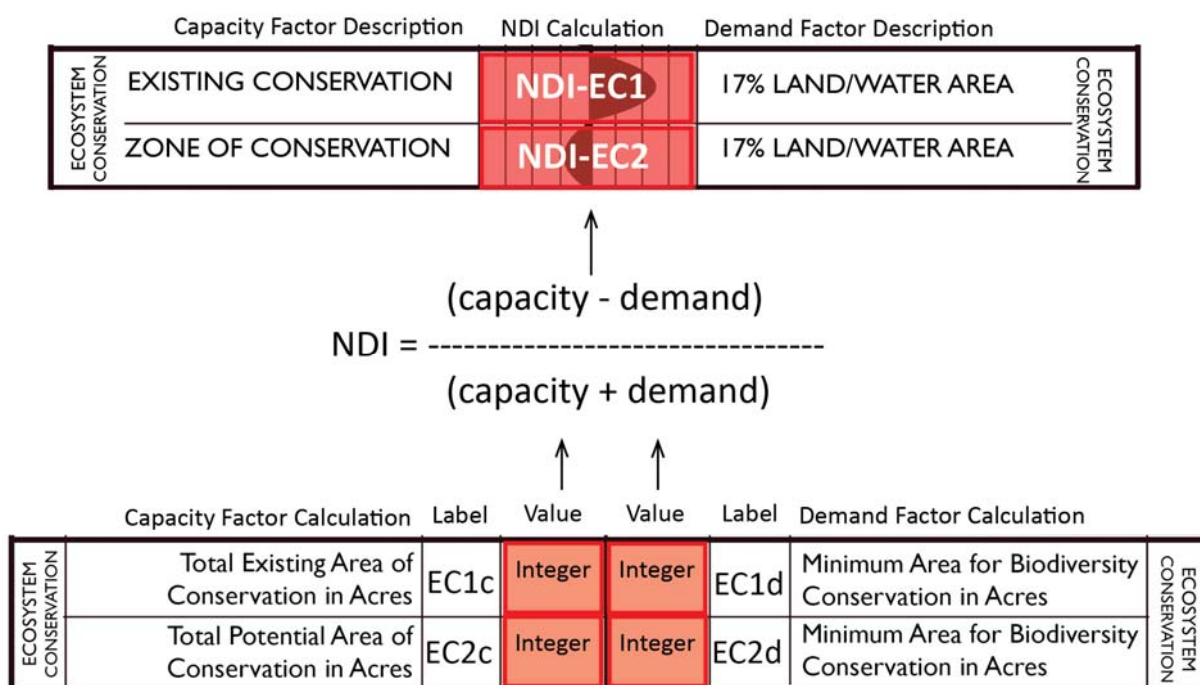 Capacity Factor Description NDI Calculation Demand Factor Description
ECOSYSTEM
CONSERVATION
EXISTING CONSERVATION NDI-EC1 17% LAND/WATER AREA
ZONE OF CONSERVATION NDI-EC2 17% LAND/WATER AREA
ECOSYSTEM
CONSERVATION
(capacity - demand)
NDI = ---------------------------------
(capacity + demand)
Capacity Factor Calculation Label Value Value Label Demand Factor Calculation
ECOSYSTEM
CONSERVATION
Total Existing Area of
Conservation in Acres
EC1c Integer Integer EC1d
Minimum Area for Biodiversity
Conservation in Acres
Total Potential Area of
Conservation in Acres
EC2c Integer Integer EC2d
Minimum Area for Biodiversity
Conservation in Acres
ECOSYSTEM
CONSERVATION